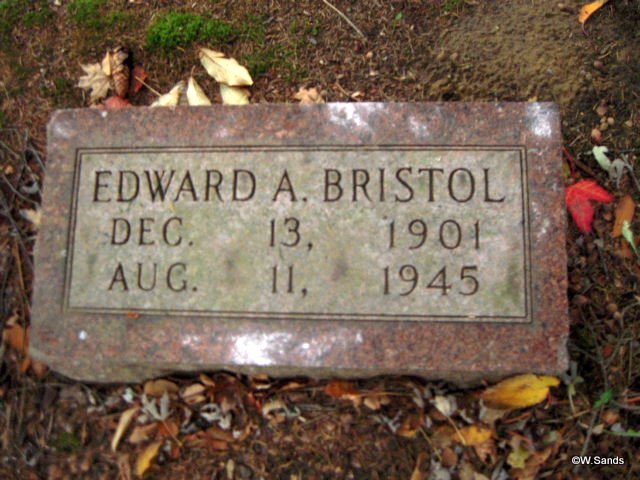 EDWARD A. BRISTOL
DEC. 13, 1901
AUG. 11, 1945
©W.Sands